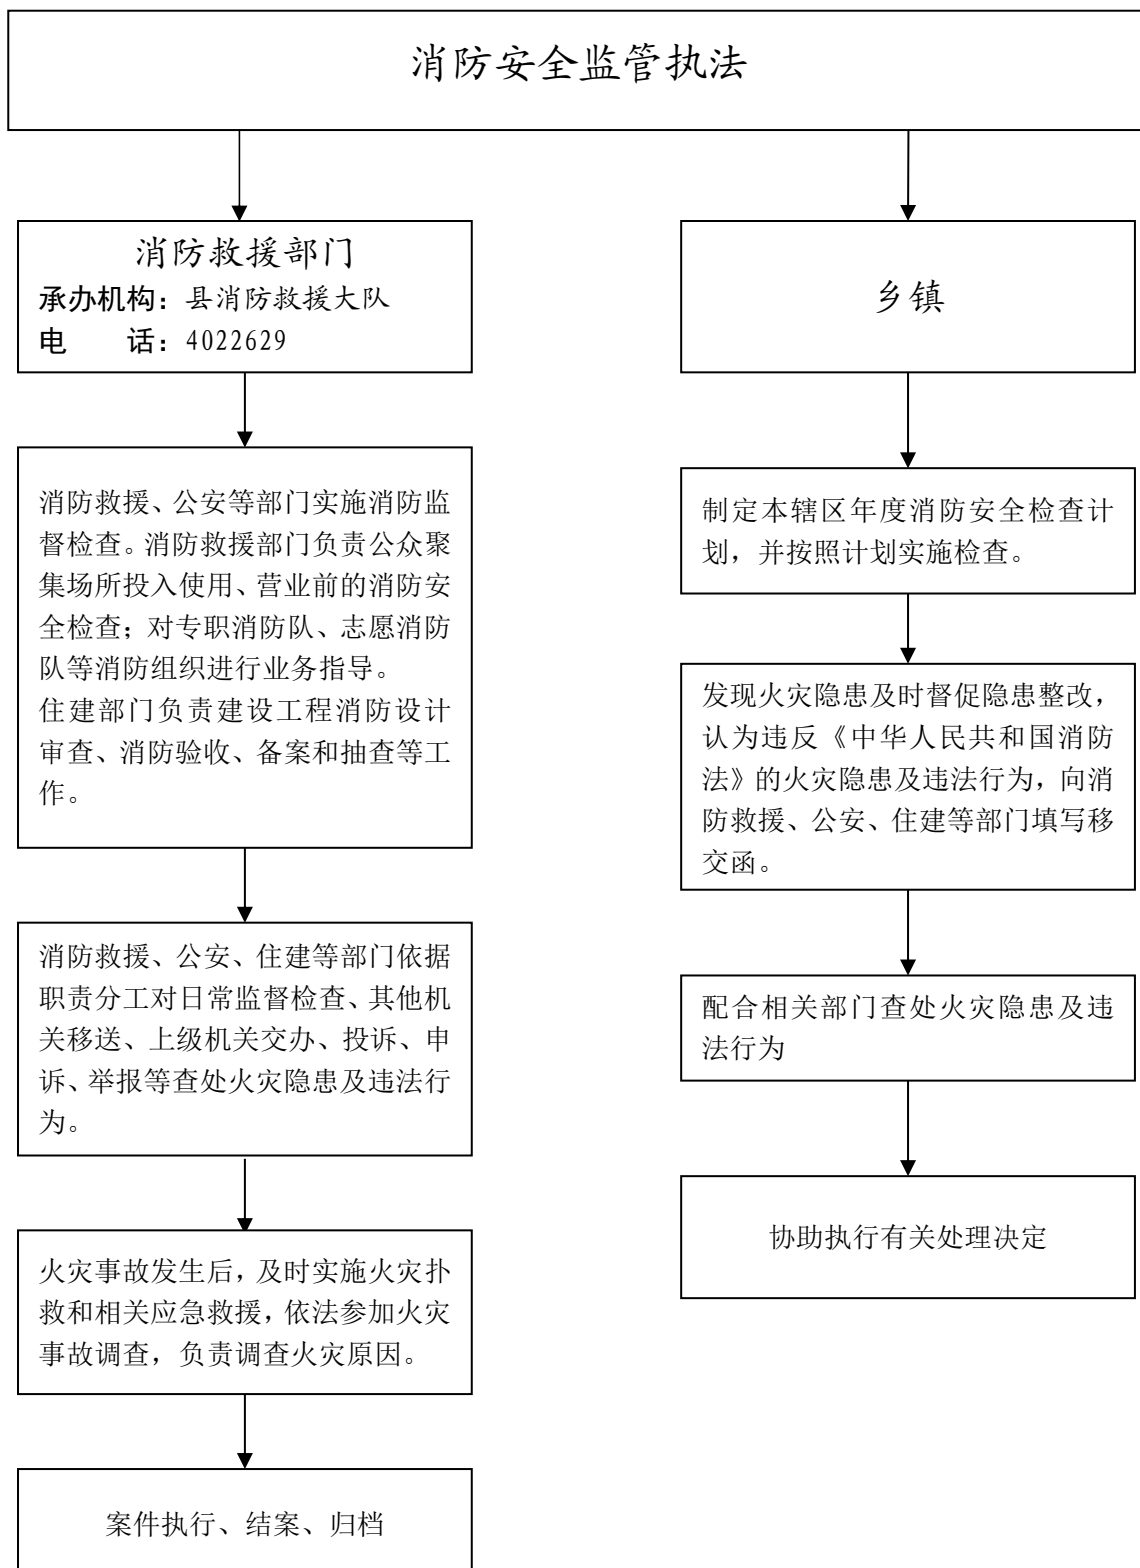 消防安全监管执法
消防救援部门
承办机构：县消防救援大队
电 话：4022629
消防救援、公安等部门实施消防监
督检查。消防救援部门负责公众聚
集场所投入使用、营业前的消防安
全检查；对专职消防队、志愿消防
队等消防组织进行业务指导。
住建部门负责建设工程消防设计
审查、消防验收、备案和抽查等工
作。
消防救援、公安、住建等部门依据
职责分工对日常监督检查、其他机
关移送、上级机关交办、投诉、申
诉、举报等查处火灾隐患及违法行
为。
火灾事故发生后，及时实施火灾扑
救和相关应急救援，依法参加火灾
事故调查，负责调查火灾原因。
案件执行、结案、归档
乡镇
制定本辖区年度消防安全检查计
划，并按照计划实施检查。
发现火灾隐患及时督促隐患整改，
认为违反《中华人民共和国消防
法》的火灾隐患及违法行为，向消
防救援、公安、住建等部门填写移
交函。
配合相关部门查处火灾隐患及违
法行为
协助执行有关处理决定